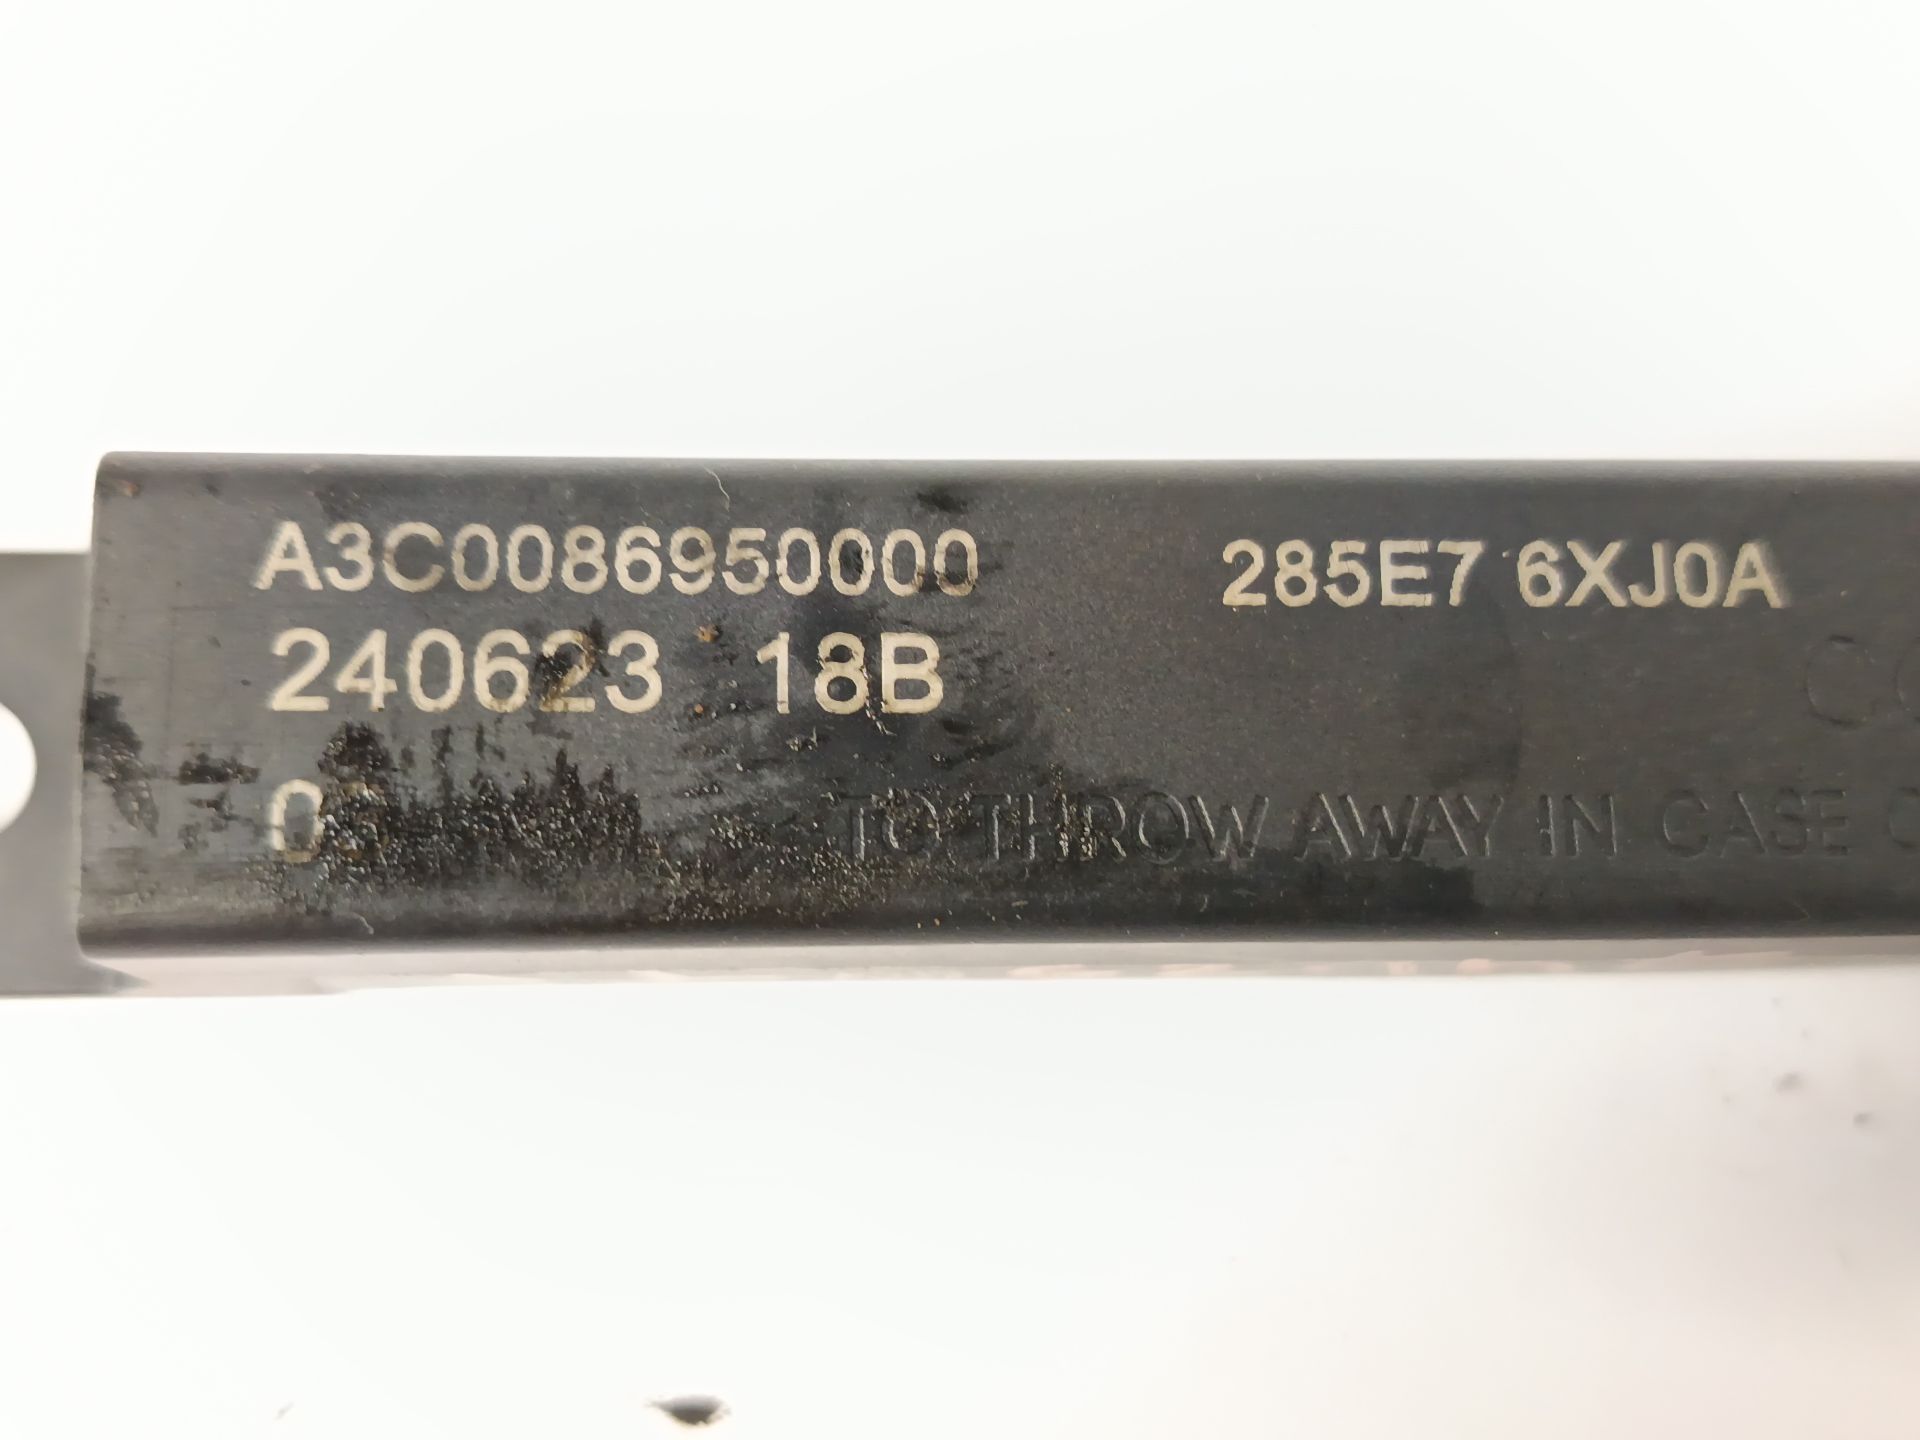 A3C0086950000 285E7 6XJ0A
240623 18B
TO THROW AWAY IN CASE